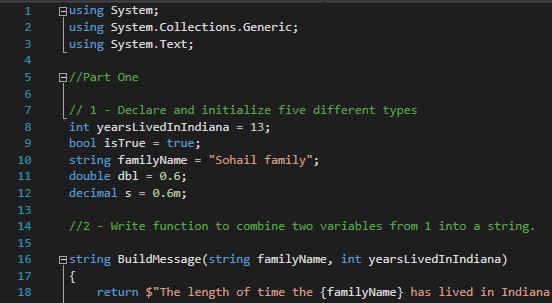 1 using System;
2 using System.Collections.Generic;
3 using System.Text;
4
5 //Part One
6
7 // 1 - Declare and initialize five different types
8 int yearsLivedInIndiana = 13;
9 bool isTrue = true;
10 string familyName = "Sohail family";
11 double dbl = 0.6;
12 decimal s = 0.6m;
13
14 //2 - Write function to combine two variables from 1 into a string.
15
16 string BuildMessage(string familyName, int yearsLivedInIndiana)
17 {
18 return $"The length of time the {familyName} has lived in Indiana